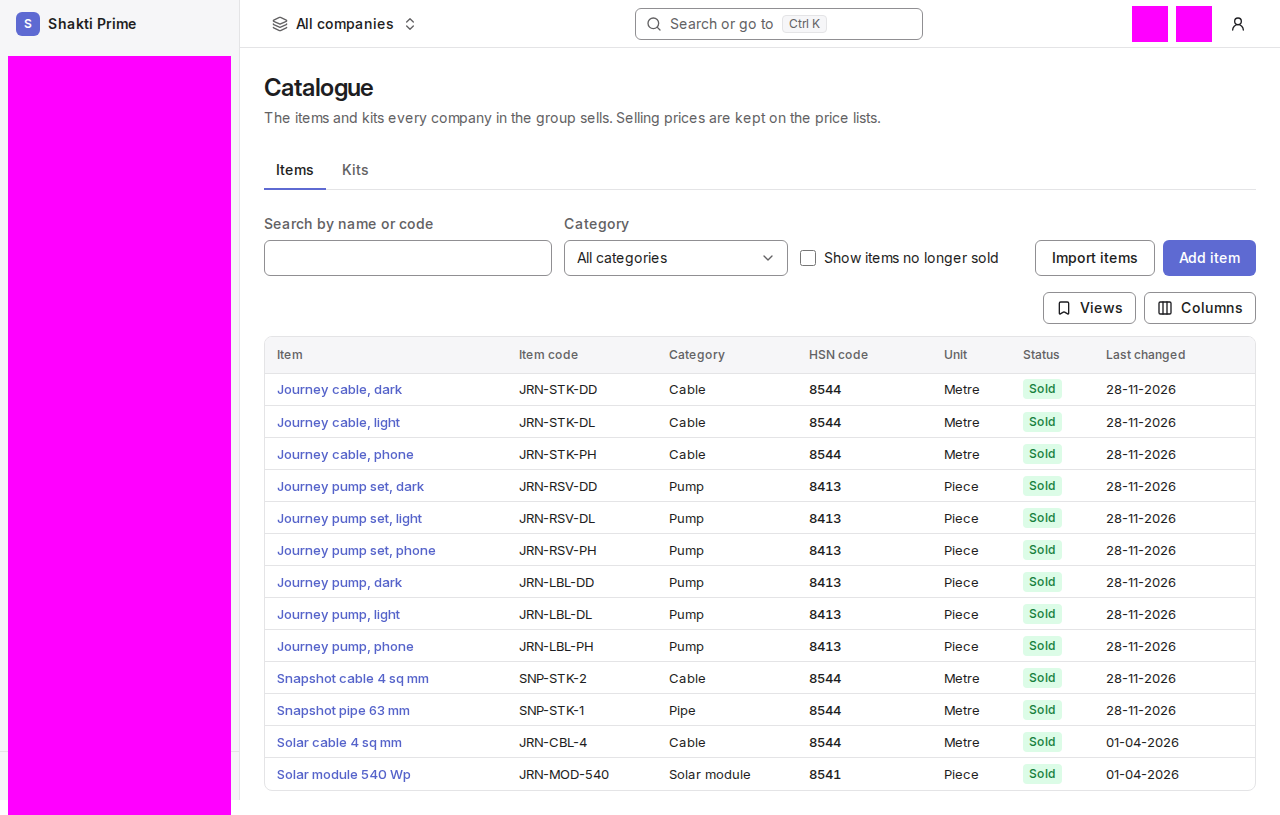 S Shakti Prime
All companies
Search or go to Ctrl K
Catalogue
The items and kits every company in the group sells. Selling prices are kept on the price lists.
Items Kits
Search by name or code Category
All categories Show items no longer sold Import items Add item
Views Columns
Item Item code Category HSN code Unit Status Last changed
Journey cable, dark JRN-STK-DD Cable 8544 Metre Sold 28-11-2026
Journey cable, light JRN-STK-DL Cable 8544 Metre Sold 28-11-2026
Journey cable, phone JRN-STK-PH Cable 8544 Metre Sold 28-11-2026
Journey pump set, dark JRN-RSV-DD Pump 8413 Piece Sold 28-11-2026
Journey pump set, light JRN-RSV-DL Pump 8413 Piece Sold 28-11-2026
Journey pump set, phone JRN-RSV-PH Pump 8413 Piece Sold 28-11-2026
Journey pump, dark JRN-LBL-DD Pump 8413 Piece Sold 28-11-2026
Journey pump, light JRN-LBL-DL Pump 8413 Piece Sold 28-11-2026
Journey pump, phone JRN-LBL-PH Pump 8413 Piece Sold 28-11-2026
Snapshot cable 4 sq mm SNP-STK-2 Cable 8544 Metre Sold 28-11-2026
Snapshot pipe 63 mm SNP-STK-1 Pipe 8544 Metre Sold 28-11-2026
Solar cable 4 sq mm JRN-CBL-4 Cable 8544 Metre Sold 01-04-2026
Solar module 540 Wp JRN-MOD-540 Solar module 8541 Piece Sold 01-04-2026